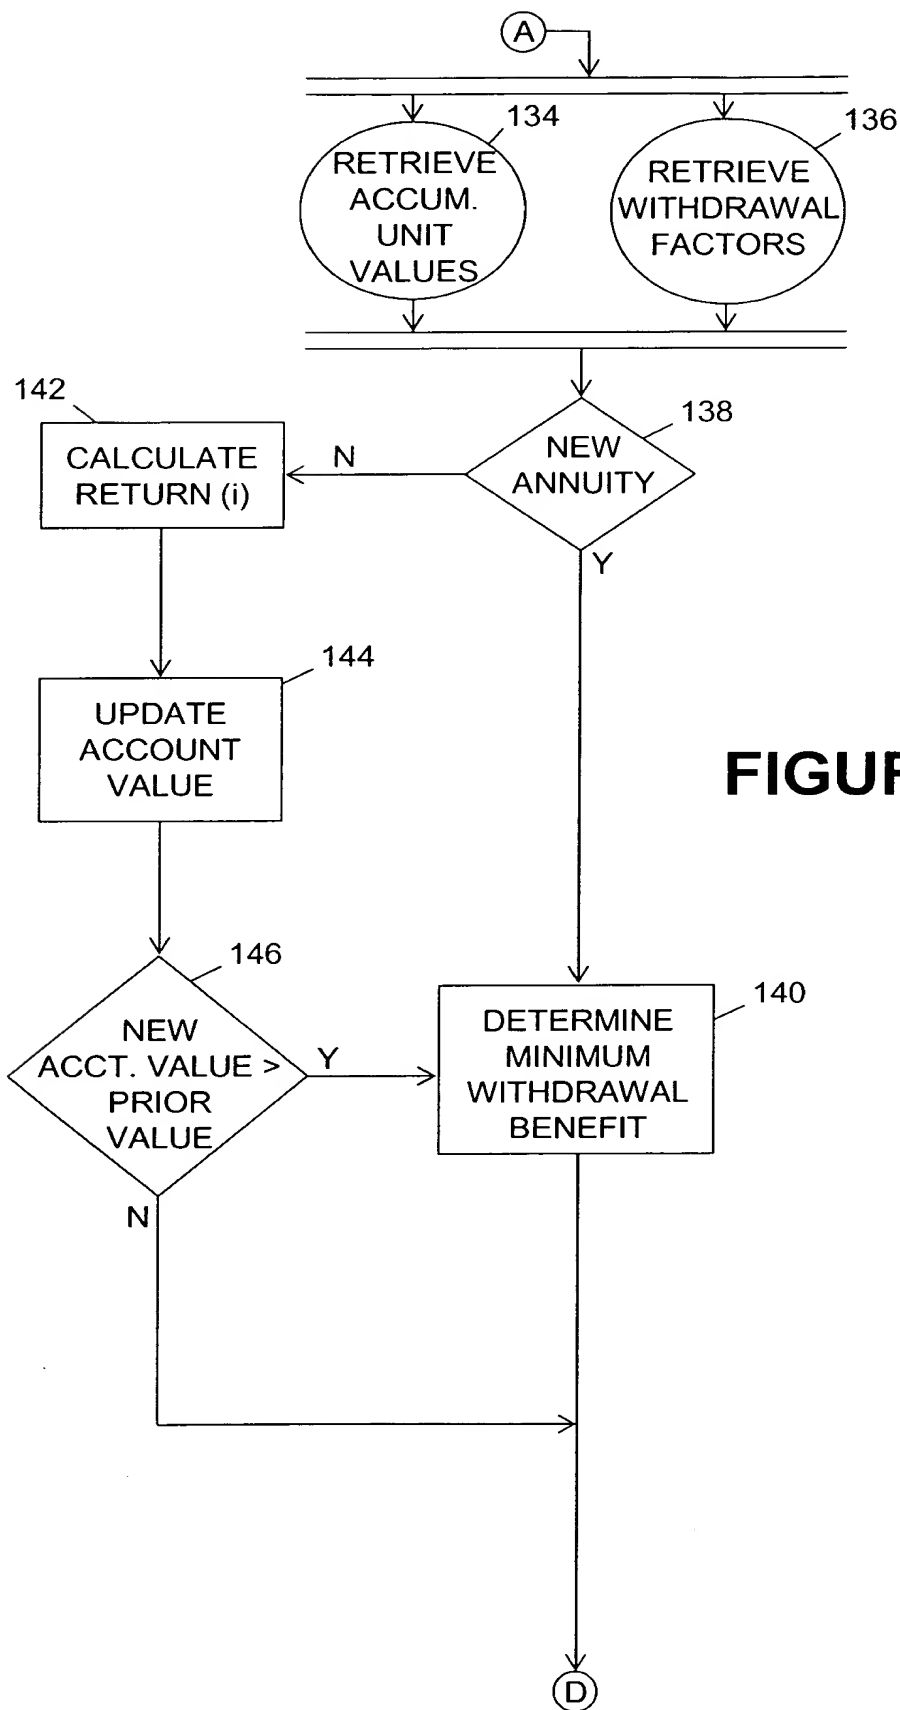 A
134
136
RETRIEVE
ACCUM.
UNIT
VALUES
RETRIEVE
WITHDRAWAL
FACTORS
142
138
CALCULATE
RETURN (i)
N
NEW
ANNUITY
Y
144
UPDATE
ACCOUNT
VALUE
FIGUR
146
140
NEW
ACCT. VALUE >
PRIOR
VALUE
Y
DETERMINE
MINIMUM
WITHDRAWAL
BENEFIT
N
D